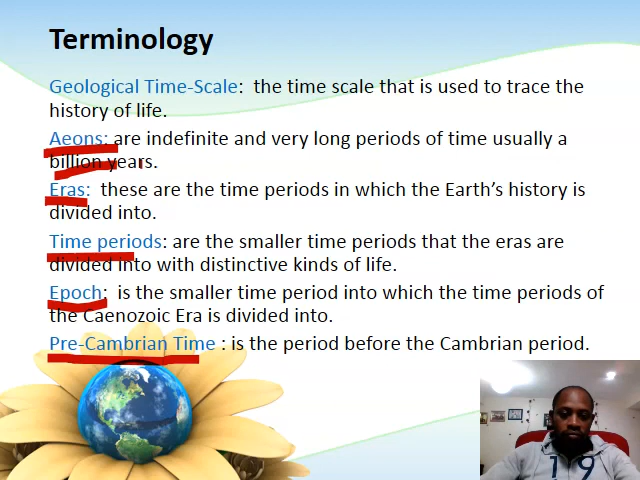 Terminology
Geological Time-Scale:  the time scale that is used to trace the
history of life.
Aeons: are indefinite and very long periods of time usually a
billion years.
Eras:  these are the time periods in which the Earth's history is
divided into.
Time periods: are the smaller time periods that the eras are
divided into with distinctive kinds of life.
Epoch:  is the smaller time period into which the time periods of
the Caenozoic Era is divided into.
Pre-Cambrian Time : is the period before the Cambrian period.
19